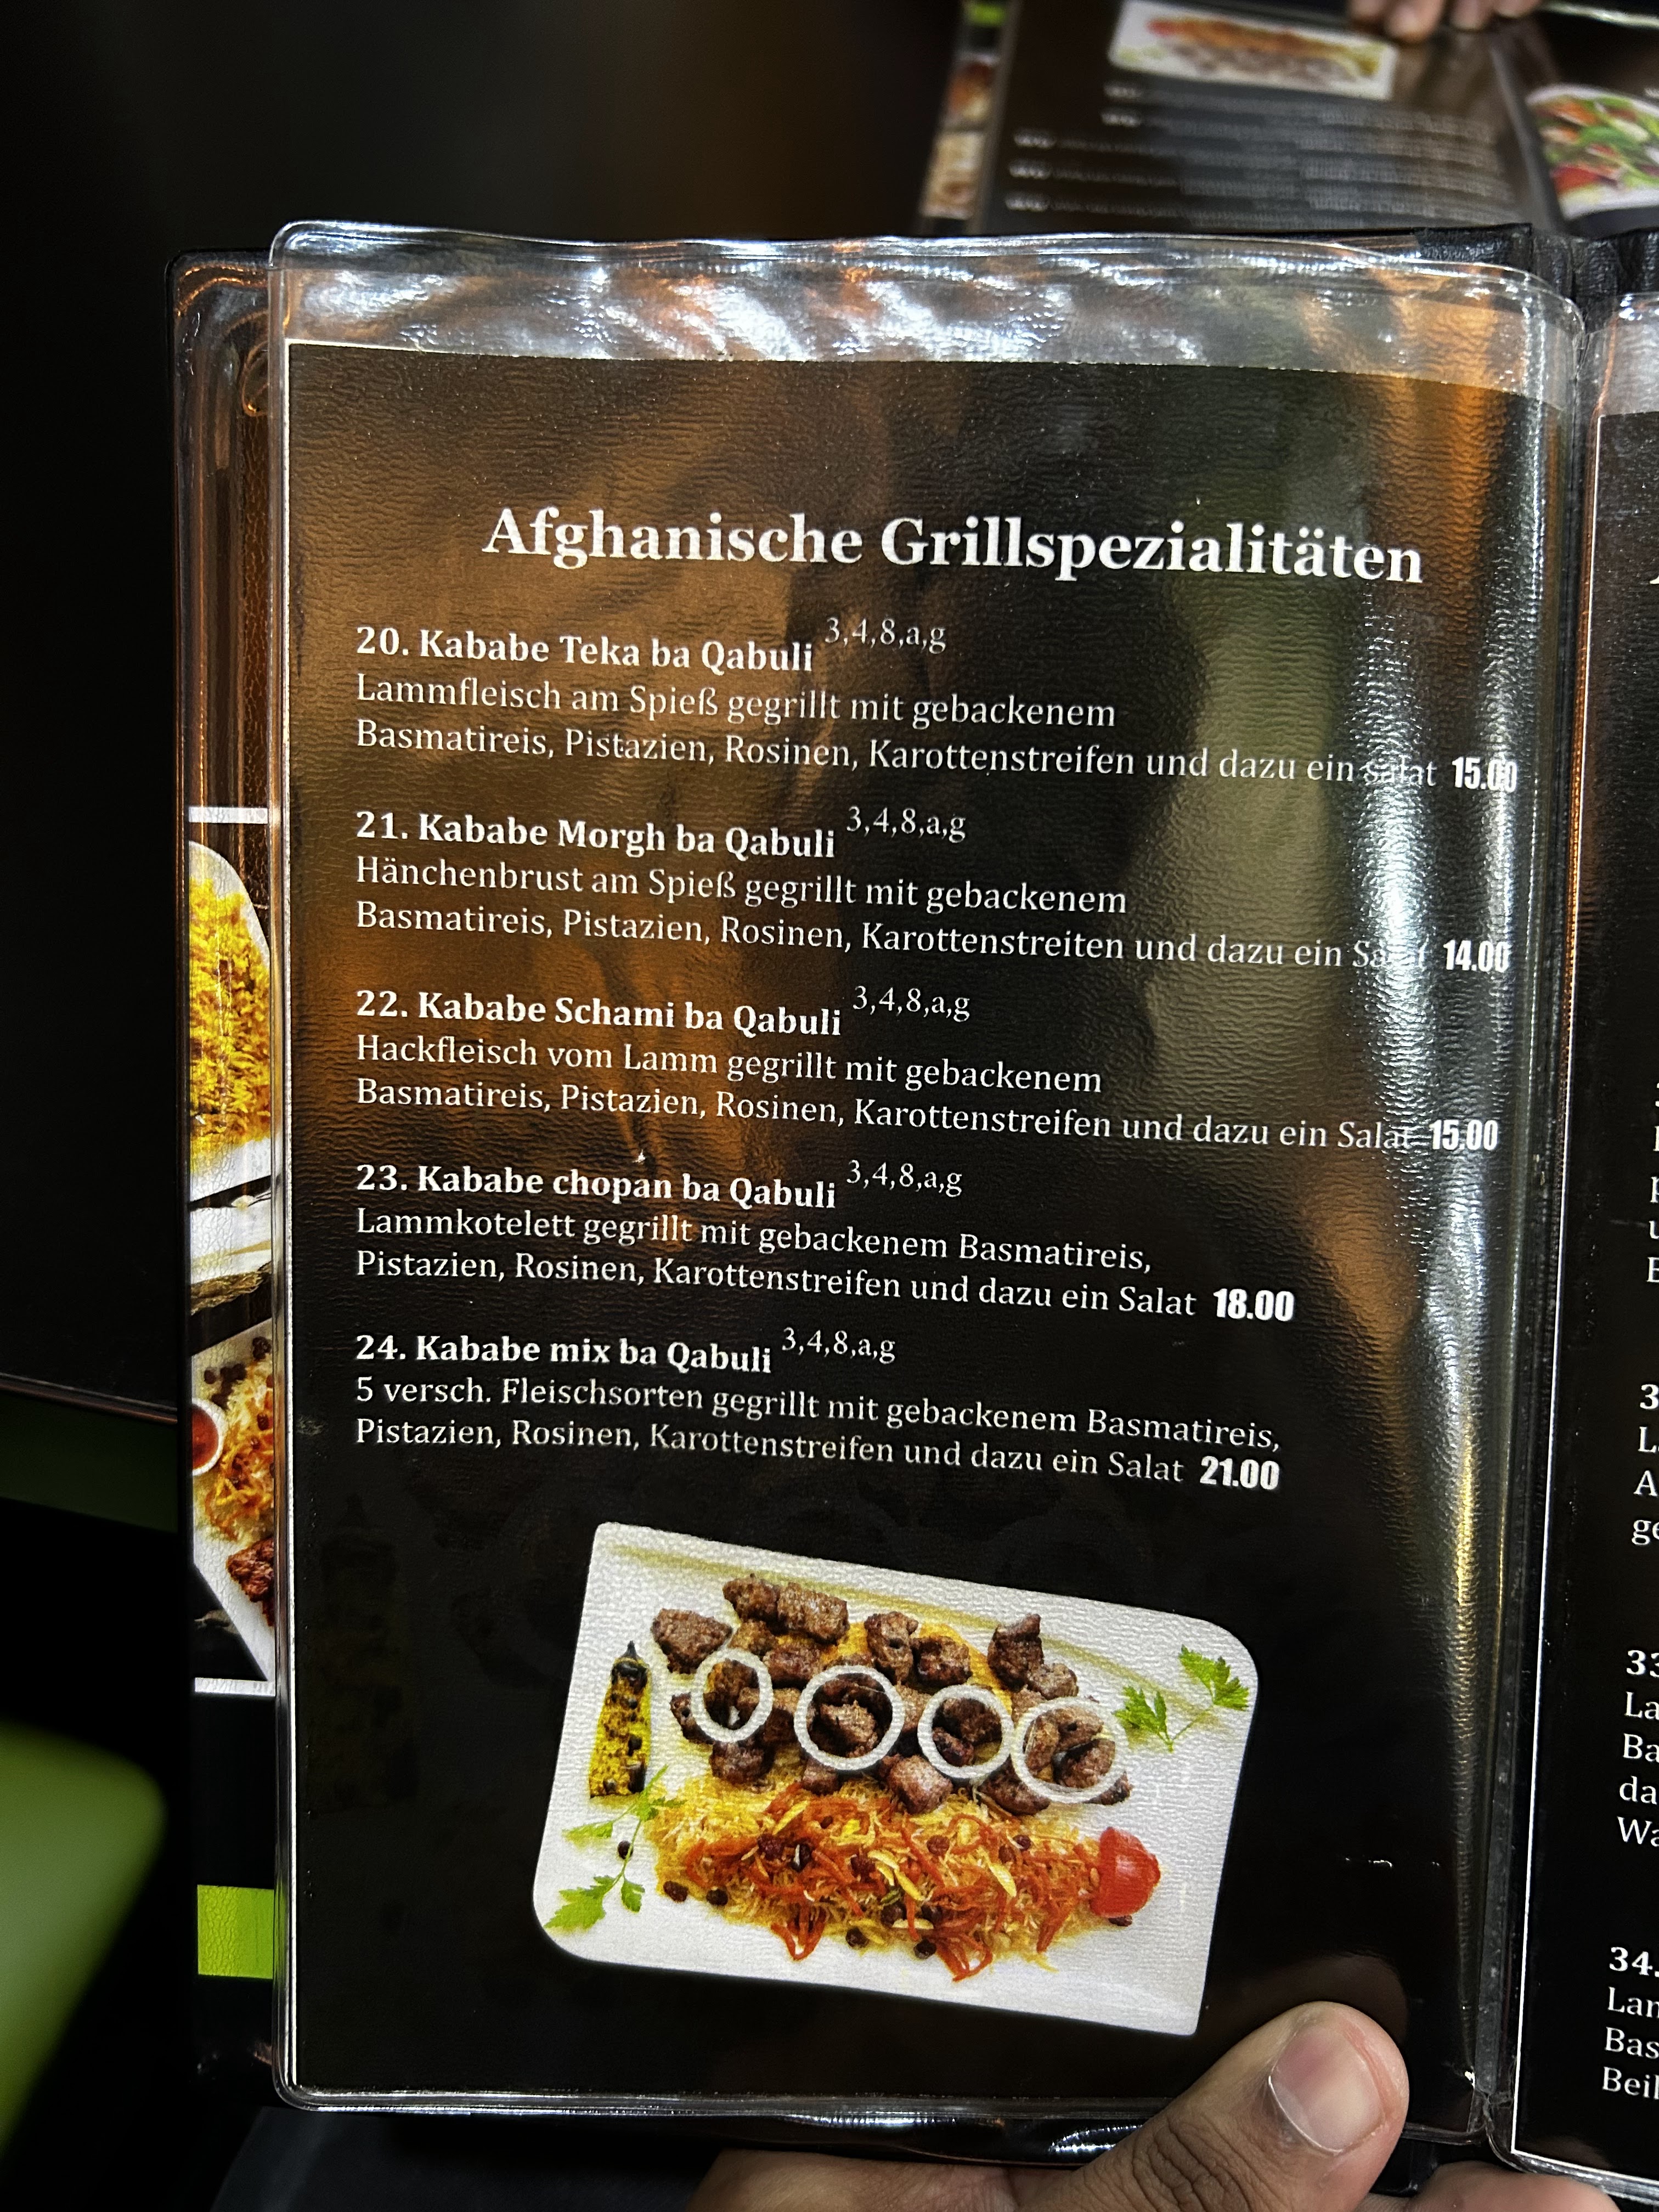 Afghanische Grillspezialitäten
20. Kababe Teka ba Qabuli 3,4,8,a,g
Lammfleisch am Spieß gegrillt mit gebackenem
Basmatireis, Pistazien, Rosinen, Karottenstreifen und dazu ein salat 15.00
21. Kababe Morgh ba Qabuli 3,4,8,a,g
Hänchenbrust am Spieß gegrillt mit gebackenem
Basmatireis, Pistazien, Rosinen, Karottenstreiten und dazu ein Salat 14.00
22. Kababe Schami ba Qabuli 3,4,8,a,g
Hackfleisch vom Lamm gegrillt mit gebackenem
Basmatireis, Pistazien, Rosinen, Karottenstreifen und dazu ein Salat 15.00
23. Kababe chopan ba Qabuli 3,4,8,a,g
Lammkotelett gegrillt mit gebackenem Basmatireis,
Pistazien, Rosinen, Karottenstreifen und dazu ein Salat 18.00
24. Kababe mix ba Qabuli 3,4,8,a,g
5 versch. Fleischsorten gegrillt mit gebackenem Basmatireis,
Pistazien, Rosinen, Karottenstreifen und dazu ein Salat 21.00
34.